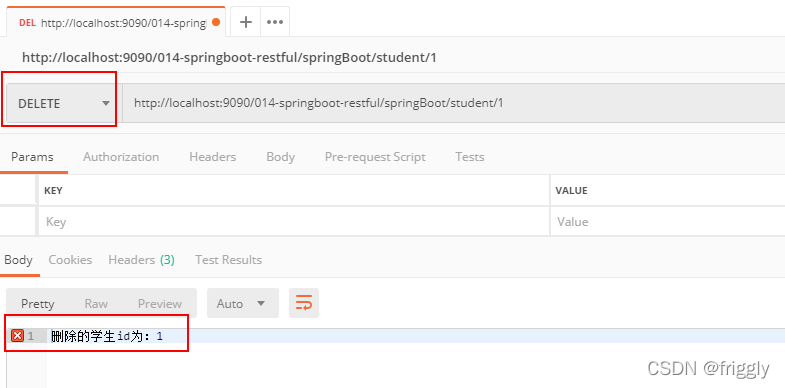 DEL http://localhost:9090/014-springl
http://localhost:9090/014-springboot-restful/springBoot/student/1
DELETE http://localhost:9090/014-springboot-restful/springBoot/student/1
Params Authorization Headers Body Pre-request Script Tests
KEY VALUE
Key Value
Body Cookies Headers (3) Test Results
Pretty Raw Preview Auto
1 删除的学生id为：1
CSDN @friggly